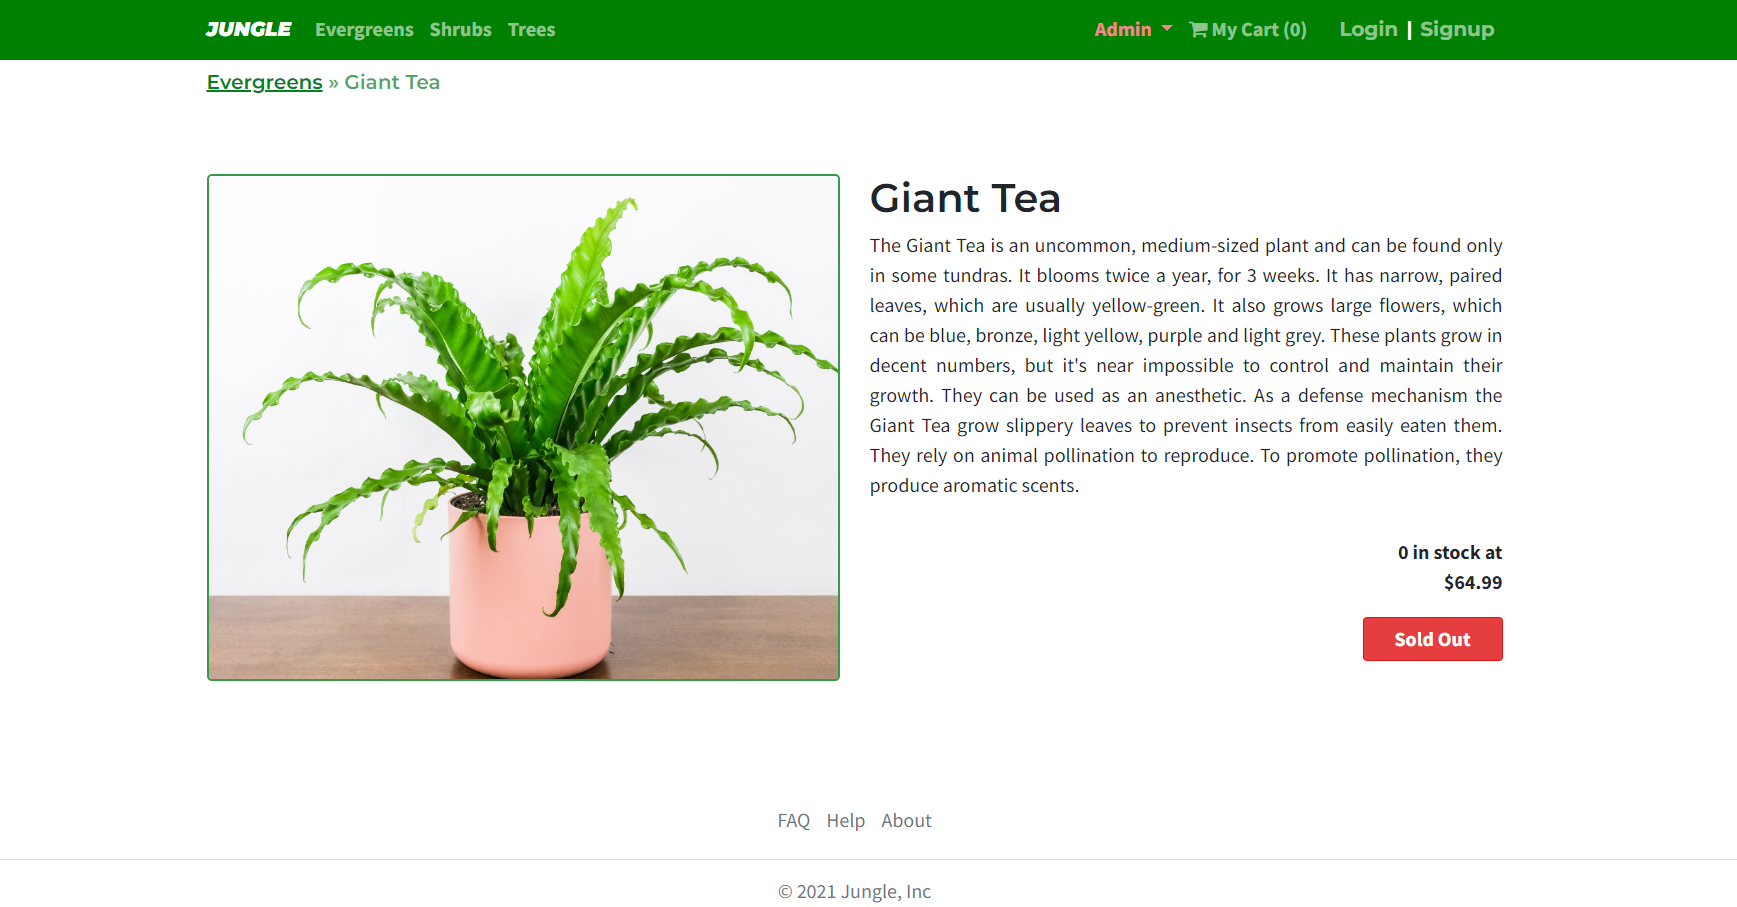 JUNGLE Evergreens Shrubs Trees Admin My Cart (0) Login | Signup
Evergreens » Giant Tea
Giant Tea
The Giant Tea is an uncommon, medium-sized plant and can be found only
in some tundras. It blooms twice a year, for 3 weeks. It has narrow, paired
leaves, which are usually yellow-green. It also grows large flowers, which
can be blue, bronze, light yellow, purple and light grey. These plants grow in
decent numbers, but it's near impossible to control and maintain their
growth. They can be used as an anesthetic. As a defense mechanism the
Giant Tea grow slippery leaves to prevent insects from easily eaten them.
They rely on animal pollination to reproduce. To promote pollination, they
produce aromatic scents.
0 in stock at
$64.99
Sold Out
FAQ Help About
© 2021 Jungle, Inc